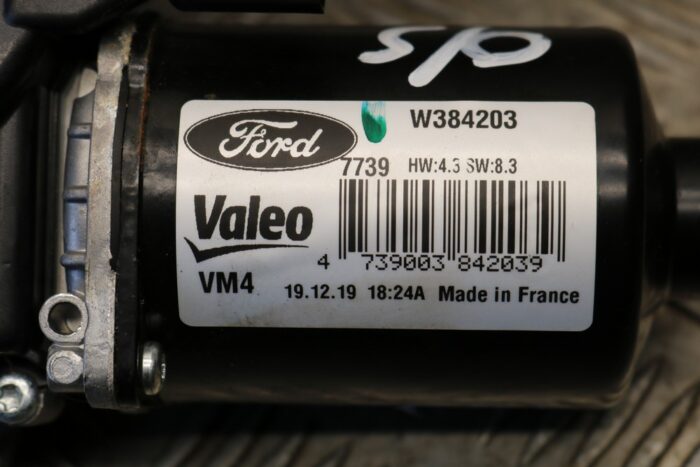 O/S
Ford
W384203
7739 HW:4.3 SW:8.3
Valeo
4 739003 842039
VM4
19.12.19 18:24A Made in France